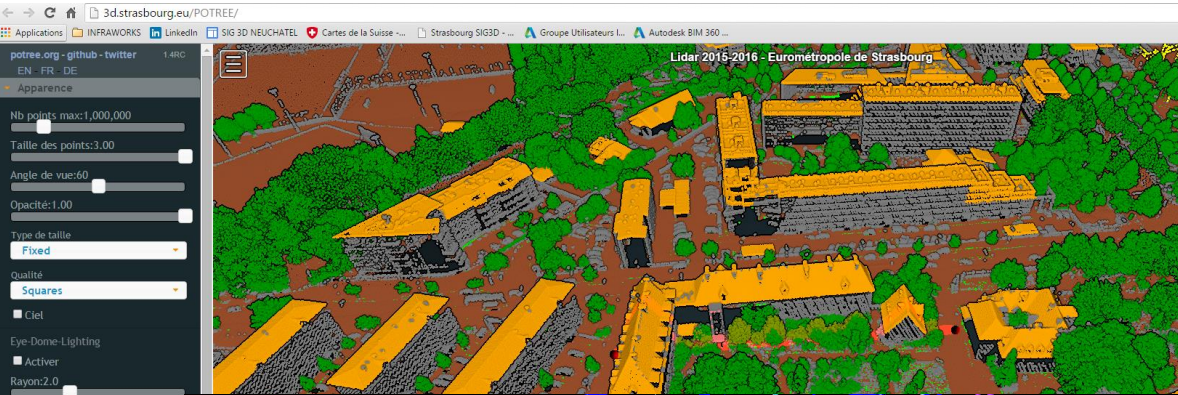 3d.strasbourg.eu/POTREE/
Applications INFRAWORKS LinkedIn SIG 3D NEUCHATEL Cartes de la Suisse -... Strasbourg SIG3D - ... Groupe Utilisateurs I... Autodesk BIM 360 ...
potree.org - github - twitter 1.4RC
EN - FR - DE
Apparence
Nb points max:1,000,000
Taille des points:3.00
Angle de vue:60
Opacité:1.00
Type de taille
Fixed
Qualité
Squares
Ciel
Eye-Dome-Lighting
Activer
Rayon:2.0
Lidar 2015-2016 - Eurométropole de Strasbourg